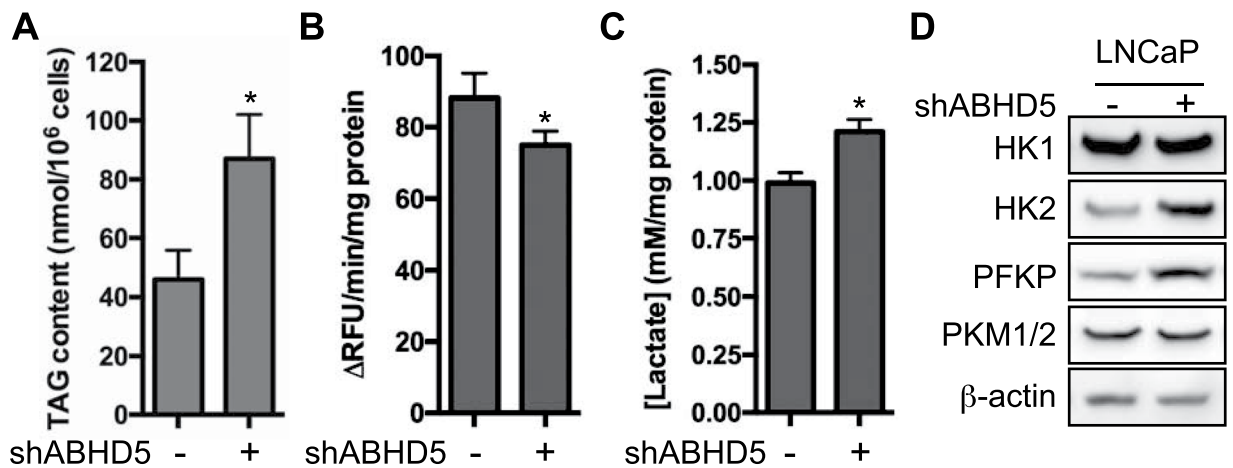 A
TAG content (nmol/10⁶ cells)
120
100
80
60
40
20
0
*
shABHD5 - +
B
ΔRFU/min/mg protein
100
80
60
40
20
0
*
shABHD5 - +
C
[Lactate] (mM/mg protein)
1.50
1.25
1.00
0.75
0.50
0.25
0.00
*
shABHD5 - +
D
LNCaP
shABHD5 - +
HK1
HK2
PFKP
PKM1/2
β-actin